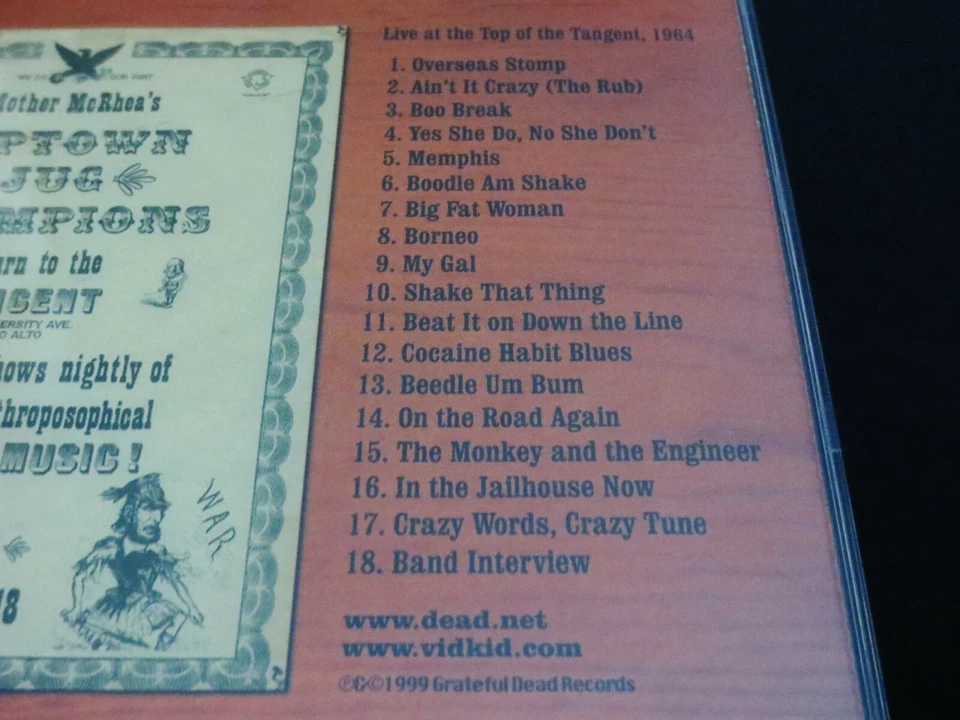 OUR
Mother McRhea's
PTOWN
JUG
MPIONS
rn to the
GENT
ERSITY AVE.
O ALTO
ows nightly of
throposophical
MUSIC!
WAR
18
Live at the Top of the Tangent, 1964
1. Overseas Stomp
2. Ain't It Crazy (The Rub)
3. Boo Break
4. Yes She Do, No She Don't
5. Memphis
6. Boodle Am Shake
7. Big Fat Woman
8. Borneo
9. My Gal
10. Shake That Thing
11. Beat It on Down the Line
12. Cocaine Habit Blues
13. Beedle Um Bum
14. On the Road Again
15. The Monkey and the Engineer
16. In the Jailhouse Now
17. Crazy Words, Crazy Tune
18. Band Interview
www.dead.net
www.vidkid.com
℗&©1999 Grateful Dead Records